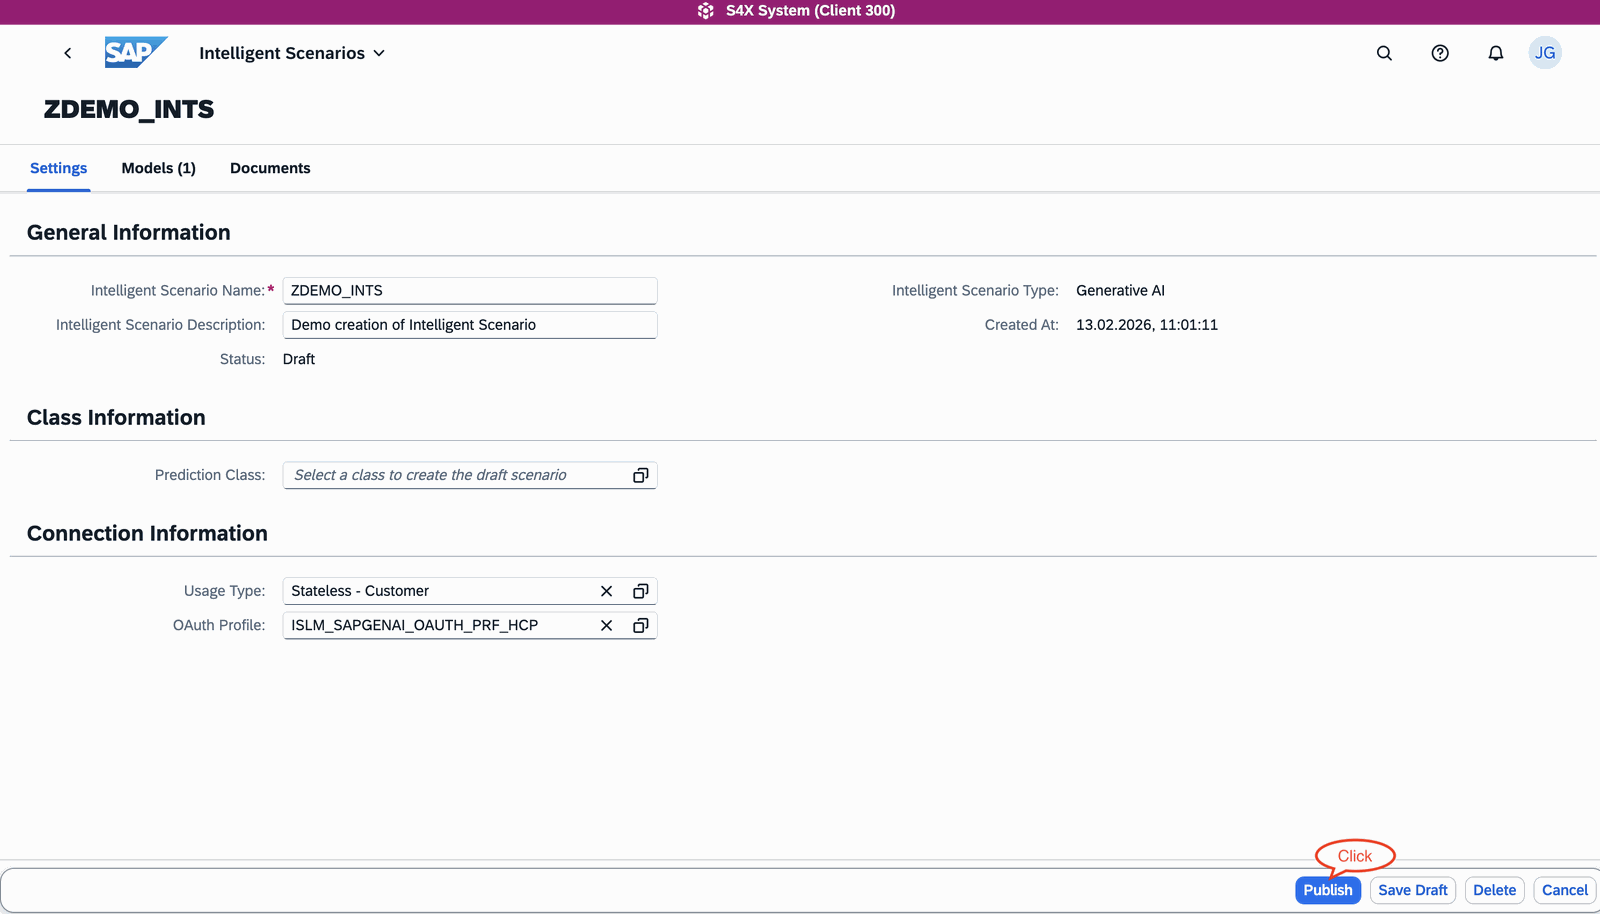 S4X System (Client 300)
SAP Intelligent Scenarios JG
ZDEMO_INTS
Settings Models (1) Documents
General Information
Intelligent Scenario Name:* ZDEMO_INTS Intelligent Scenario Type: Generative AI
Intelligent Scenario Description: Demo creation of Intelligent Scenario Created At: 13.02.2026, 11:01:11
Status: Draft
Class Information
Prediction Class: Select a class to create the draft scenario
Connection Information
Usage Type: Stateless - Customer
OAuth Profile: ISLM_SAPGENAI_OAUTH_PRF_HCP
Click
Publish Save Draft Delete Cancel